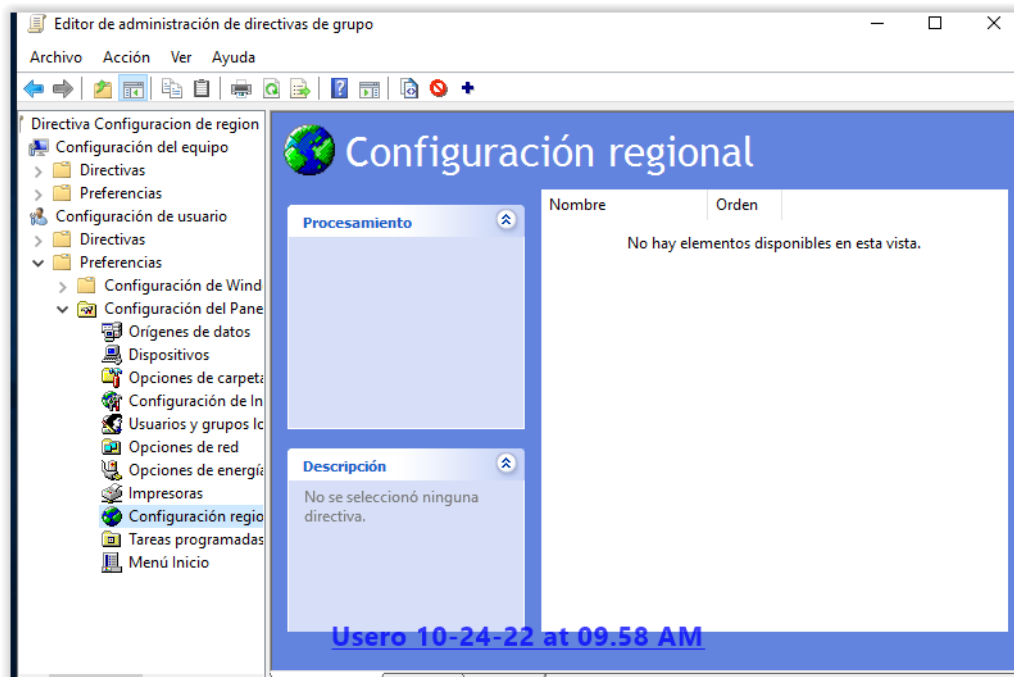 Editor de administración de directivas de grupo
Archivo Acción Ver Ayuda
Directiva Configuracion de region
Configuración del equipo
Directivas
Preferencias
Configuración de usuario
Directivas
Preferencias
Configuración de Wind
Configuración del Pane
Orígenes de datos
Dispositivos
Opciones de carpeta
Configuración de In
Usuarios y grupos lo
Opciones de red
Opciones de energía
Impresoras
Configuración regio
Tareas programadas
Menú Inicio
Configuración regional
Procesamiento
Descripción
No se seleccionó ninguna
directiva.
Nombre Orden
No hay elementos disponibles en esta vista.
Usero 10-24-22 at 09.58 AM